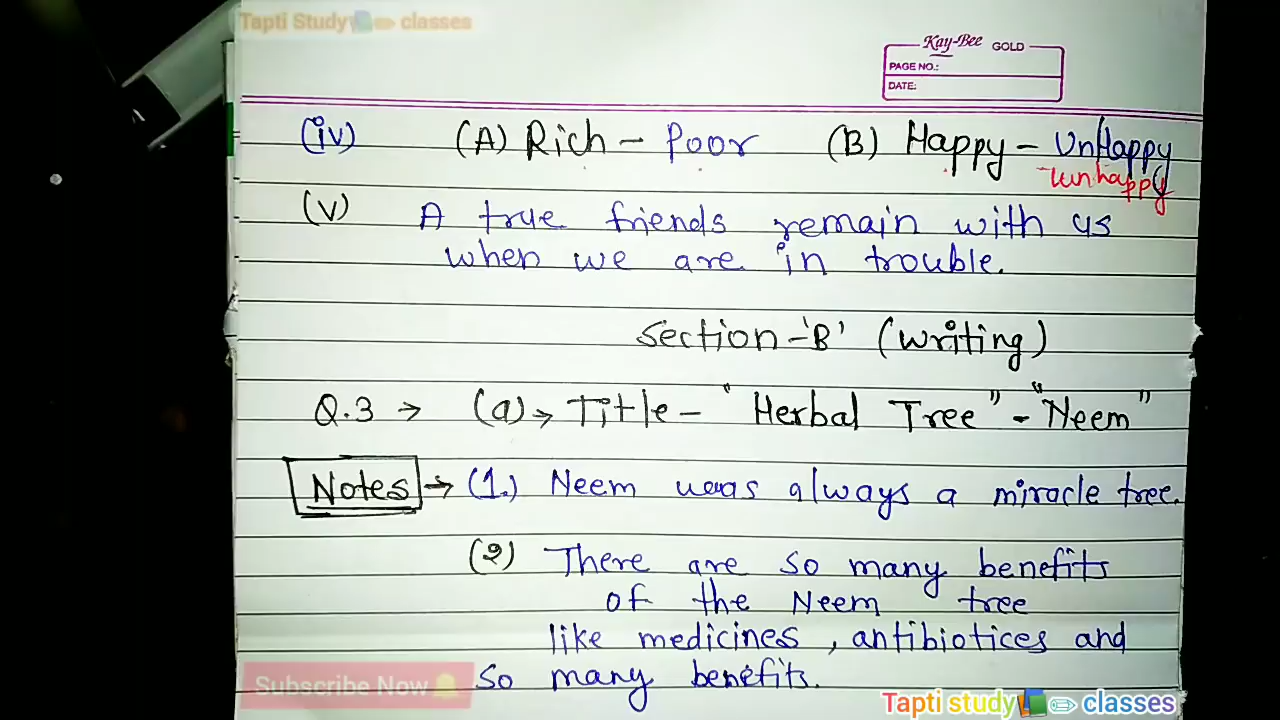 Tapti Study classes
Kay-Bee GOLD
PAGE NO.:
DATE:
(iv) (A) Rich - Poor (B) Happy - UnHappy
unhappy
(v) A true friends remain with us
when we are in trouble.
Section-'B' (Writing)
Q.3 → (a) → Title - "Herbal Tree" - "Neem"
Notes → (1.) Neem was always a miracle tree.
(2) There are so many benefits
of the Neem tree
like medicines, antibiotices and
so many benefits.
Subscribe Now
Tapti study classes